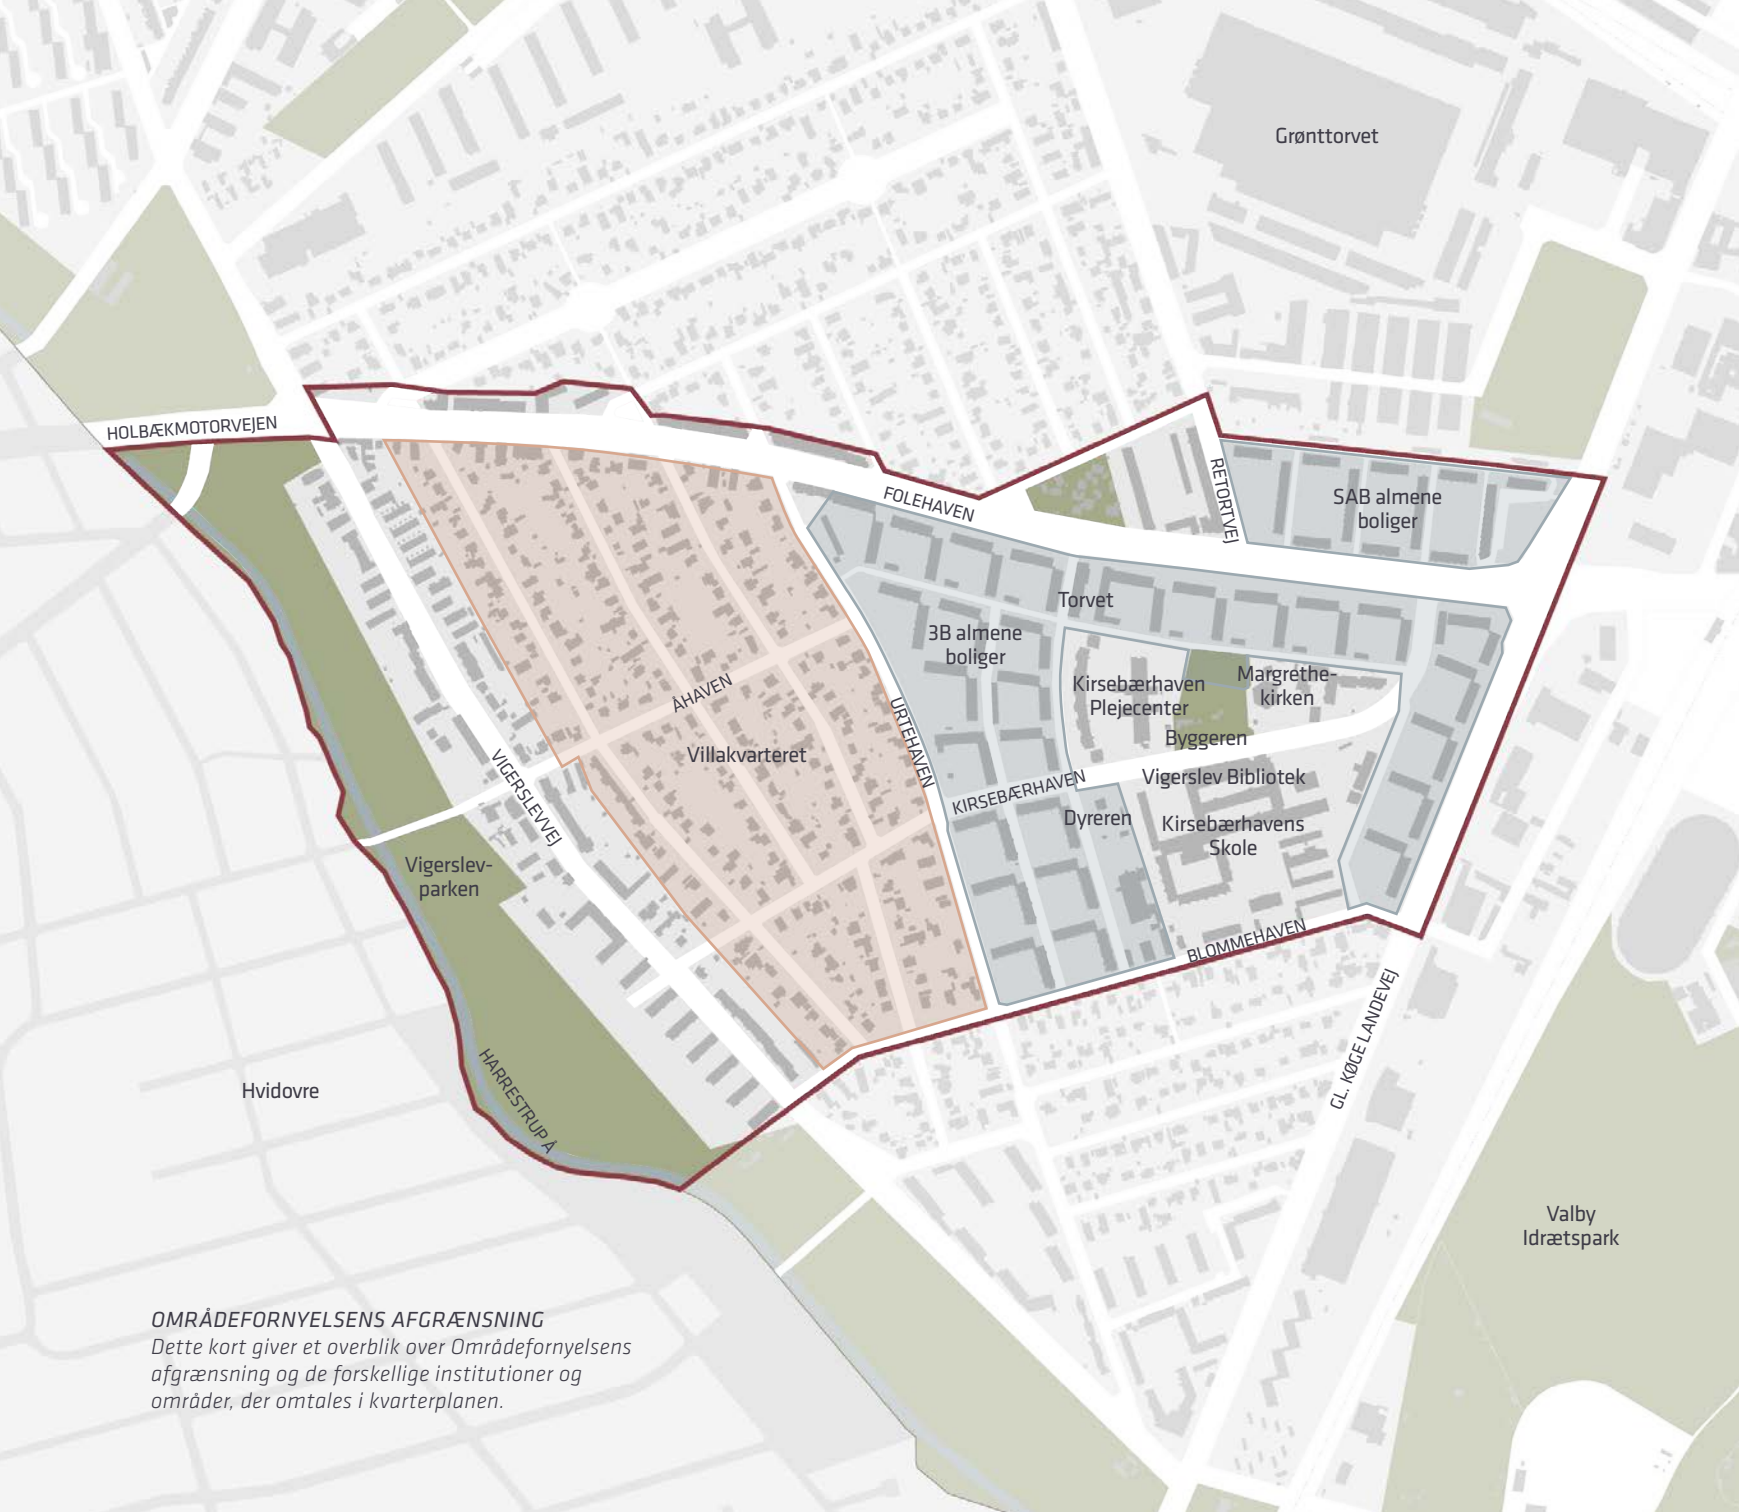 Grønttorvet
HOLBÆKMOTORVEJEN
FOLEHAVEN
RETORTVEJ
SAB almene
boliger
Torvet
3B almene
boliger
Kirsebærhaven
Plejecenter
Margrethe-
kirken
ÅHAVEN
URTEHAVEN
Villakvarteret
Byggeren
VIGERSLEVVEJ
KIRSEBÆRHAVEN
Vigerslev Bibliotek
Dyreren
Kirsebærhavens
Skole
Vigerslev-
parken
BLOMMEHAVEN
GL. KØGE LANDEVEJ
Hvidovre
HARRESTRUP Å
Valby
Idrætspark
OMRÅDEFORNYELSENS AFGRÆNSNING
Dette kort giver et overblik over Områdefornyelsens
afgrænsning og de forskellige institutioner og
områder, der omtales i kvarterplanen.